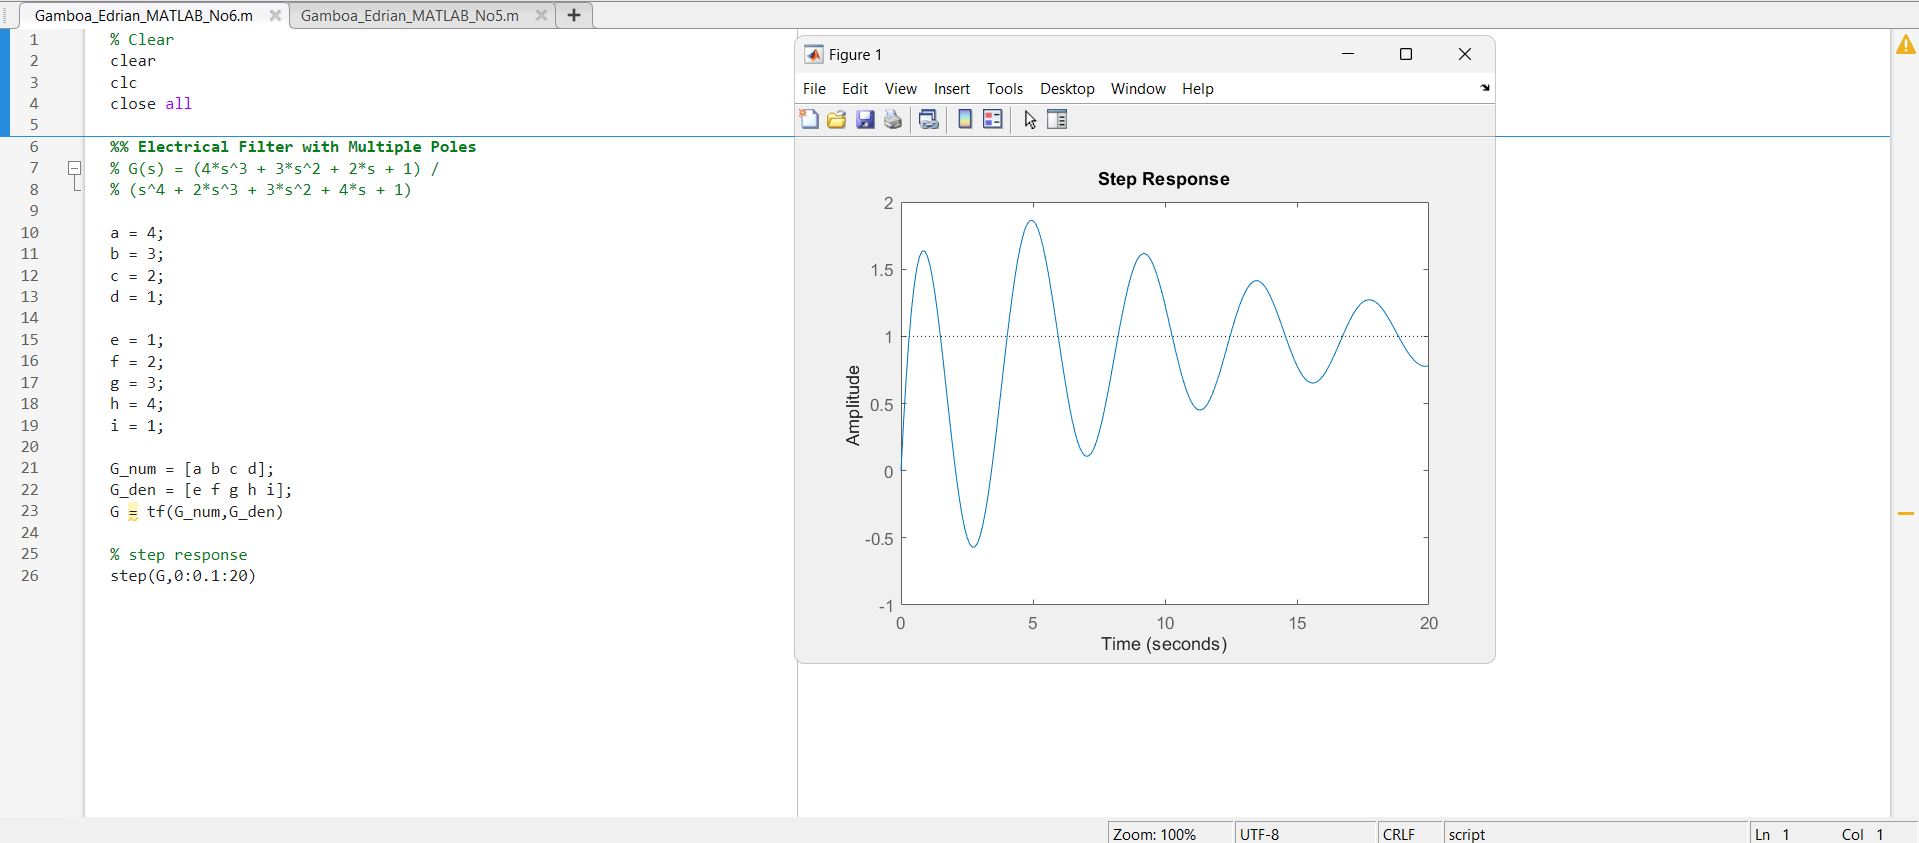 Gamboa_Edrian_MATLAB_No6.m
Gamboa_Edrian_MATLAB_No5.m
1 % Clear
2 clear
3 clc
4 close all
5
6 %% Electrical Filter with Multiple Poles
7 % G(s) = (4*s^3 + 3*s^2 + 2*s + 1) /
8 % (s^4 + 2*s^3 + 3*s^2 + 4*s + 1)
9
10 a = 4;
11 b = 3;
12 c = 2;
13 d = 1;
14
15 e = 1;
16 f = 2;
17 g = 3;
18 h = 4;
19 i = 1;
20
21 G_num = [a b c d];
22 G_den = [e f g h i];
23 G = tf(G_num,G_den)
24
25 % step response
26 step(G,0:0.1:20)
Figure 1
File Edit View Insert Tools Desktop Window Help
Step Response
2
1.5
1
0.5
0
-0.5
-1
Amplitude
0 5 10 15 20
Time (seconds)
Zoom: 100% UTF-8 CRLF script Ln 1 Col 1